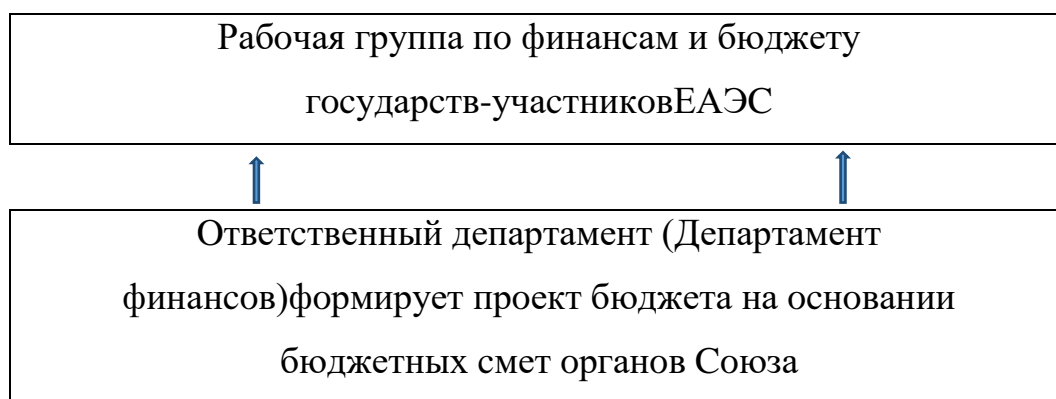 Рабочая группа по финансам и бюджету
государств-участниковЕАЭС
Ответственный департамент (Департамент
финансов)формирует проект бюджета на основании
бюджетных смет органов Союза